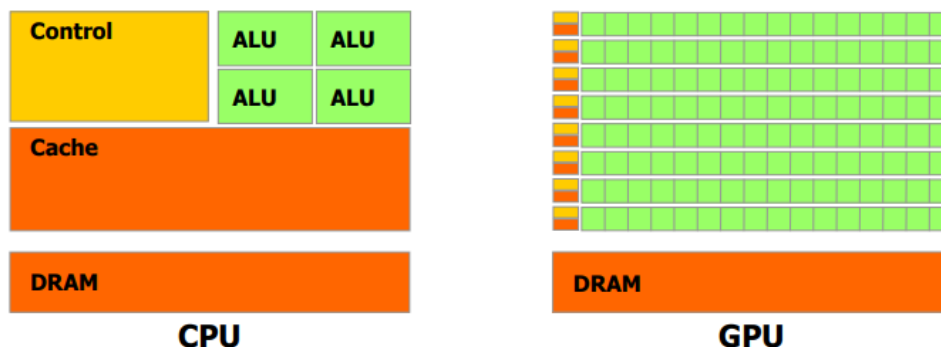 Control
ALU ALU
ALU ALU
Cache
DRAM
CPU
DRAM
GPU